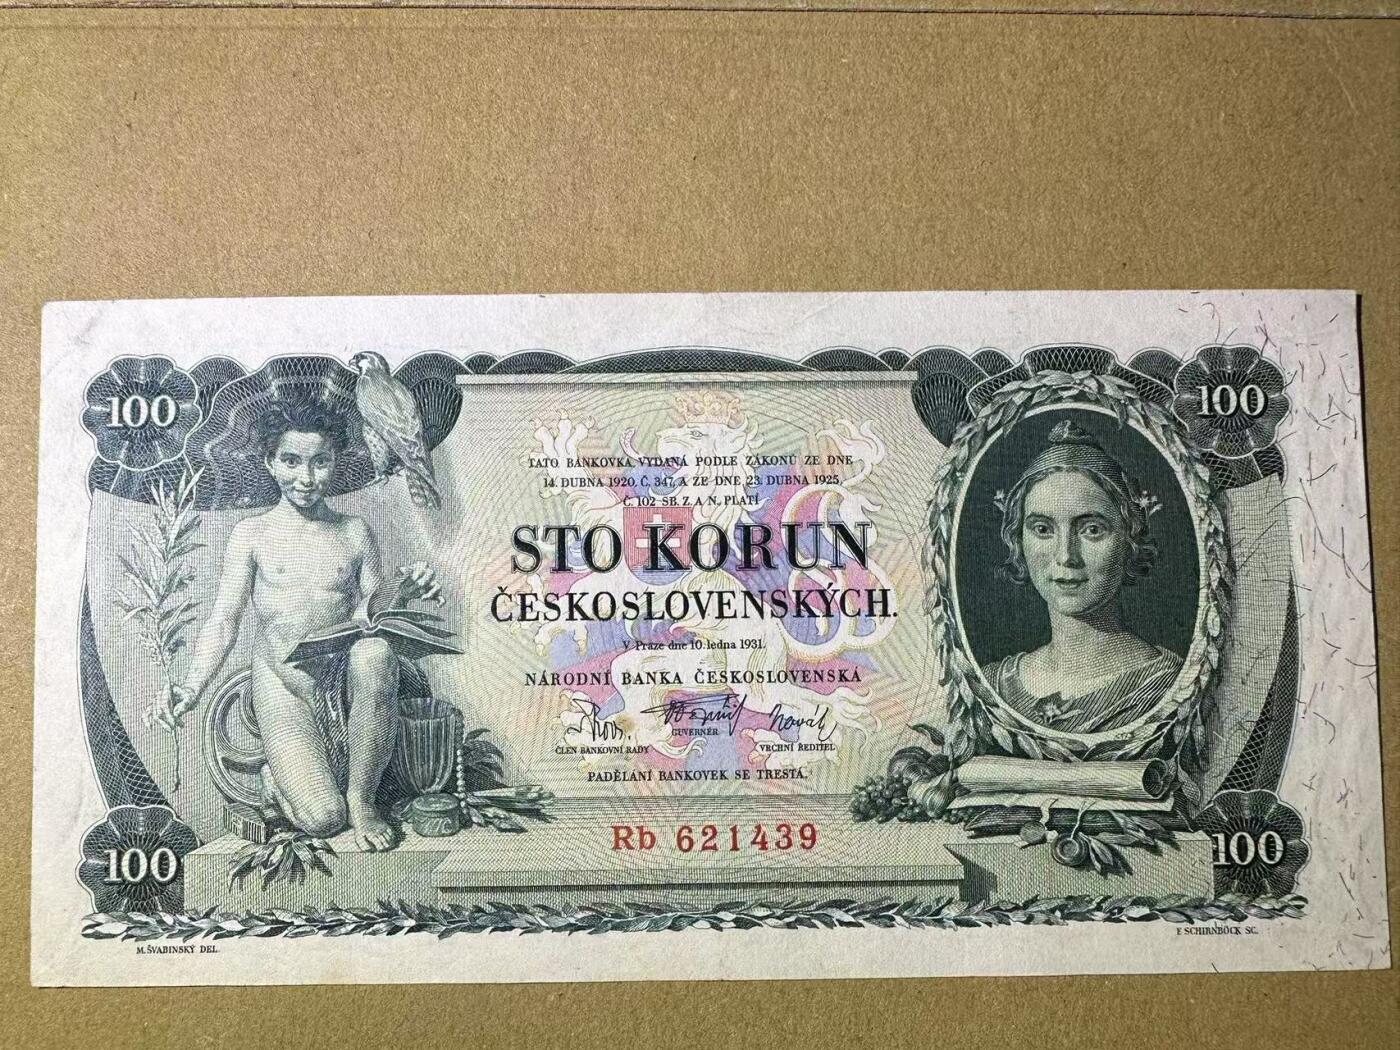 100
100
TATO BANKOVKA, VYDANÁ PODLE ZÁKONŮ ZE DNE
14. DUBNA 1920, Č. 347, A ZE DNE 23. DUBNA 1925,
Č. 102 SB. Z. A N., PLATÍ
STO KORUN
ČESKOSLOVENSKÝCH.
V Praze dne 10. ledna 1931.
NÁRODNÍ BANKA ČESKOSLOVENSKÁ
Novák
GUVERNÉR
ČLEN BANKOVNÍ RADY
VRCHNÍ ŘEDITEL
PADĚLÁNÍ BANKOVEK SE TRESTÁ.
Rb 621439
100
100
M. ŠVABINSKÝ DEL.
F. SCHIRNBÖCK SC.